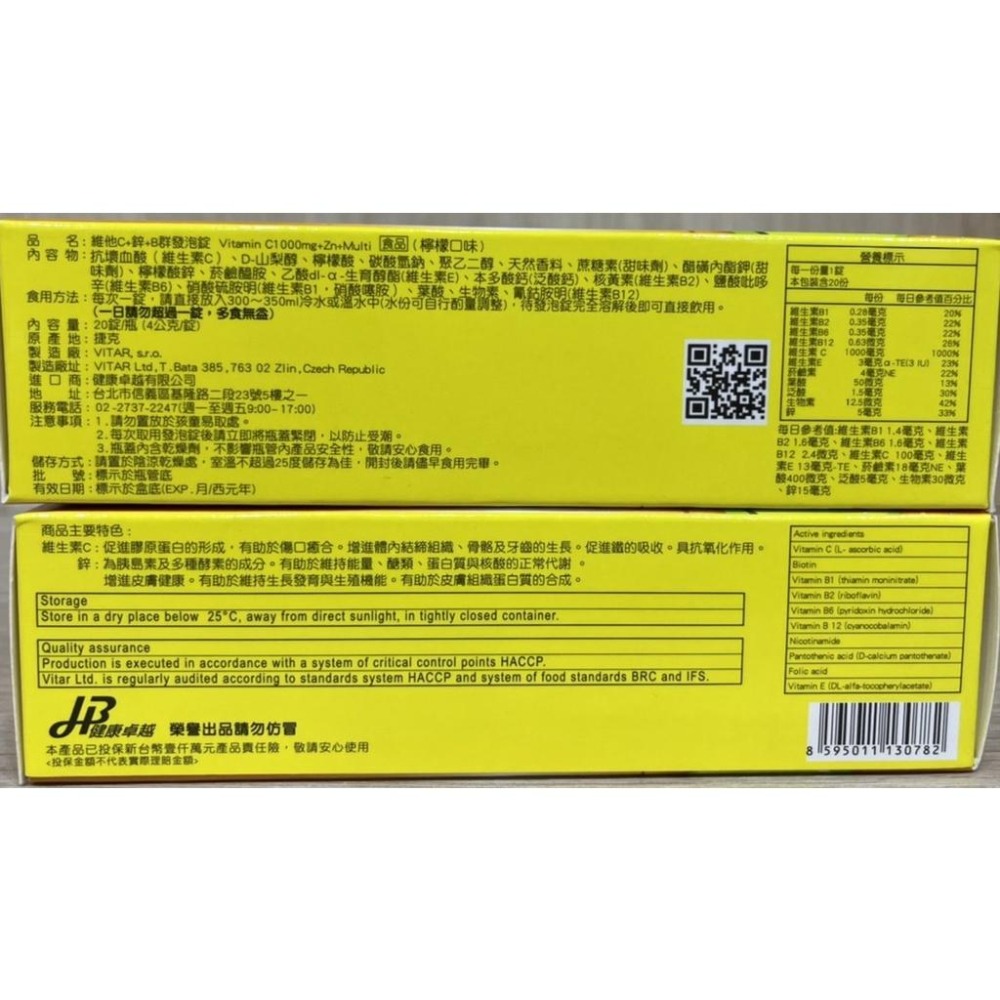 品 名：維他C+鋅+B群發泡錠 Vitamin C1000mg+Zn+Multi 食品（檸檬口味）
內 容 物：抗壞血酸（維生素C）、D-山梨醇、檸檬酸、碳酸氫鈉、聚乙二醇、天然香料、蔗糖素(甜味劑)、醋磺內酯鉀(甜
味劑)、檸檬酸鋅、菸鹼醯胺、乙酸dl-α-生育醇酯(維生素E)、本多酸鈣(泛酸鈣)、核黃素(維生素B2)、鹽酸吡哆
辛(維生素B6)、硝酸硫胺明(維生素B1，硝酸噻胺）、葉酸、生物素、氰鈷胺明(維生素B12)
食用方法：每次一錠，請直接放入300～350ml冷水或溫水中(水份可自行酌量調整)，待發泡錠完全溶解後即可直接飲用。
(一日請勿超過一錠，多食無益)
內 容 量：20錠/瓶 (4公克/錠)
原 產 地：捷克
製 造 廠：VITAR, s.r.o.
製造廠址：VITAR Ltd,T.Bata 385,763 02 Zlin,Czech Republic
進 口 商：健康卓越有限公司
地 址：台北市信義區基隆路二段23號5樓之一
服務電話：02-2737-2247(週一至週五9:00-17:00)
注意事項：1.請勿置放於孩童易取處。
2.每次取用發泡錠後請立即將瓶蓋緊閉，以防止受潮。
3.瓶蓋內含乾燥劑，不影響瓶管內產品安全性，敬請安心食用。
儲存方式：請置於陰涼乾燥處，室溫不超過25度儲存為佳，開封後請儘早食用完畢。
批 號：標示於瓶管底
有效日期：標示於盒底(EXP.月/西元年)
營養標示
每一份量1錠
本包裝含20份
每份 每日參考值百分比
維生素B1 0.28毫克 20%
維生素B2 0.35毫克 22%
維生素B6 0.35毫克 22%
維生素B12 0.63微克 26%
維生素 C 1000毫克 1000%
維生素E 3毫克α-TE(3 IU) 23%
菸鹼素 4毫克NE 22%
葉酸 50微克 13%
泛酸 1.5毫克 30%
生物素 12.5微克 42%
鋅 5毫克 33%
每日參考值:維生素B1 1.4毫克、維生素
B2 1.6毫克、維生素B6 1.6毫克、維生素
B12 2.4微克、維生素C 100毫克、維生
素E 13毫克-TE、菸鹼素18毫克NE、葉
酸400微克、泛酸5毫克、生物素30微克
、鋅15毫克
商品主要特色：
維生素C：促進膠原蛋白的形成，有助於傷口癒合。增進體內結締組織、骨骼及牙齒的生長。促進鐵的吸收。具抗氧化作用。
鋅：為胰島素及多種酵素的成分。有助於維持能量、醣類、蛋白質與核酸的正常代謝。
增進皮膚健康。有助於維持生長發育與生殖機能。有助於皮膚組織蛋白質的合成。
Storage
Store in a dry place below 25°C, away from direct sunlight, in tightly closed container.
Quality assurance
Production is executed in accordance with a system of critical control points HACCP.
Vitar Ltd. is regularly audited according to standards system HACCP and system of food standards BRC and IFS.
健康卓越 榮譽出品請勿仿冒
本產品已投保新台幣壹仟萬元產品責任險，敬請安心使用
<投保金額不代表實際理賠金額>
Active ingredients
Vitamin C (L- ascorbic acid)
Biotin
Vitamin B1 (thiamin moninitrate)
Vitamin B2 (riboflavin)
Vitamin B6 (pyridoxin hydrochloride)
Vitamin B 12 (cyanocobalamin)
Nicotinamide
Pantothenic acid (D-calcium pantothenate)
Folic acid
Vitamin E (DL-alfa-tocopherylacetate)
8 595011 130782